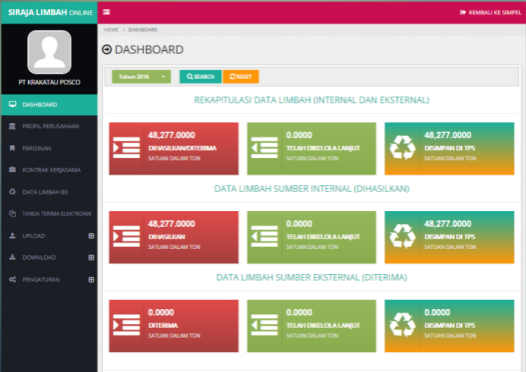 SIRAJA LIMBAH ONLINE
KEMBALI KE SIMPEL
HOME > DASHBOARD
DASHBOARD
PT KRAKATAU POSCO
DASHBOARD
PROFIL PERUSAHAAN
PERIZINAN
KONTRAK KERJASAMA
DATA LIMBAH B3
TANDA TERIMA ELEKTRONIK
UPLOAD
DOWNLOAD
PENGATURAN
Tahun 2016 SEARCH RESET
REKAPITULASI DATA LIMBAH (INTERNAL DAN EKSTERNAL)
48,277.0000
DIHASILKAN/DITERIMA
SATUAN DALAM TON
0.0000
TELAH DIKELOLA LANJUT
SATUAN DALAM TON
48,277.0000
DISIMPAN DI TPS
SATUAN DALAM TON
DATA LIMBAH SUMBER INTERNAL (DIHASILKAN)
48,277.0000
DIHASILKAN
SATUAN DALAM TON
0.0000
TELAH DIKELOLA LANJUT
SATUAN DALAM TON
48,277.0000
DISIMPAN DI TPS
SATUAN DALAM TON
DATA LIMBAH SUMBER EKSTERNAL (DITERIMA)
0.0000
DITERIMA
SATUAN DALAM TON
0.0000
TELAH DIKELOLA LANJUT
SATUAN DALAM TON
0.0000
DISIMPAN DI TPS
SATUAN DALAM TON